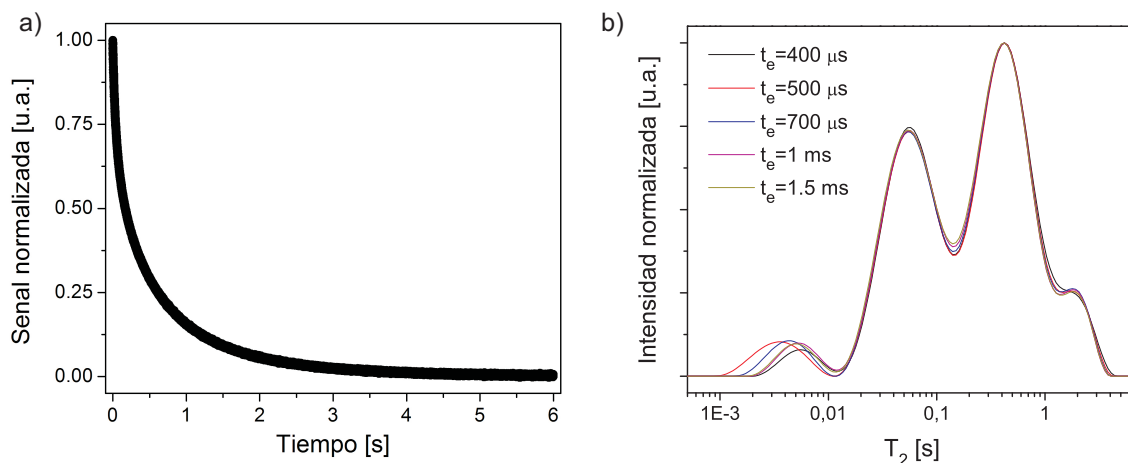 a)
Senal normalizada [u.a.]
1.00
0.75
0.50
0.25
0.00
0 1 2 3 4 5 6
Tiempo [s]
b)
Intensidad normalizada [u.a.]
te=400 μs
te=500 μs
te=700 μs
te=1 ms
te=1.5 ms
1E-3 0,01 0,1 1
T2 [s]